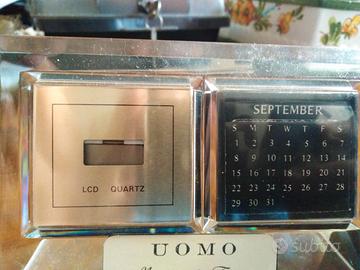 LCD QUARTZ
SEPTEMBER
S M T W T F S
1 2 3 4 5 6 7
8 9 10 11 12 13 14
15 16 17 18 19 20 21
22 23 24 25 26 27 28
29 30 31
UOMO
subito